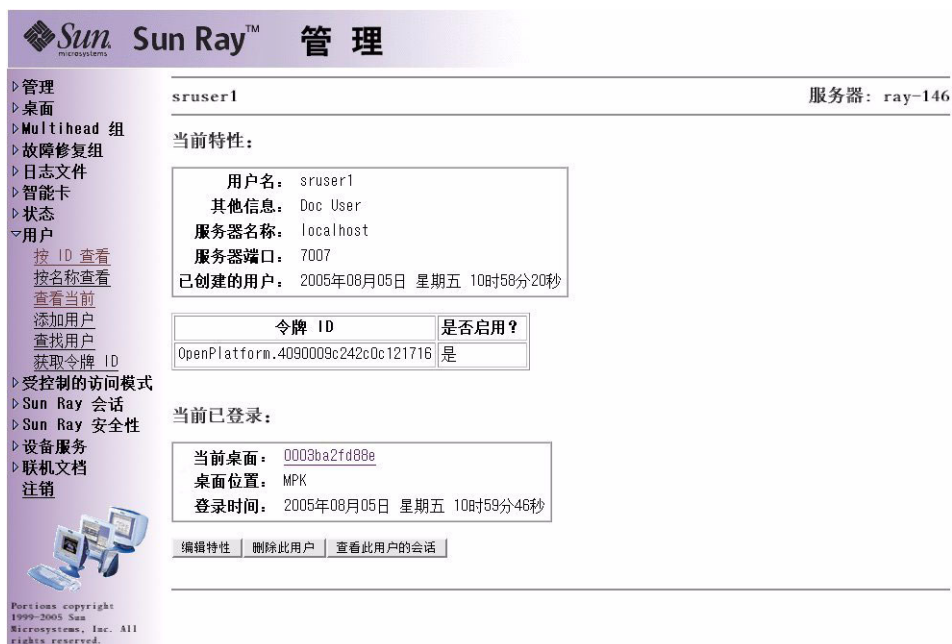 Sun microsystems Sun Ray™ 管 理
▷管理
▷桌面
▷Multihead 组
▷故障修复组
▷日志文件
▷智能卡
▷状态
▽用户
按 ID 查看
按名称查看
查看当前
添加用户
查找用户
获取令牌 ID
▷受控制的访问模式
▷Sun Ray 会话
▷Sun Ray 安全性
▷设备服务
▷联机文档
注销
Portions copyright
1999-2005 Sun
Microsystems, Inc. All
rights reserved.
sruser1 服务器: ray-146
当前特性:
用户名: sruser1
其他信息: Doc User
服务器名称: localhost
服务器端口: 7007
已创建的用户: 2005年08月05日 星期五 10时58分20秒
令牌 ID 是否启用?
OpenPlatform.4090009c242c0c121716 是
当前已登录:
当前桌面: 0003ba2fd88e
桌面位置: MPK
登录时间: 2005年08月05日 星期五 10时59分46秒
编辑特性 删除此用户 查看此用户的会话